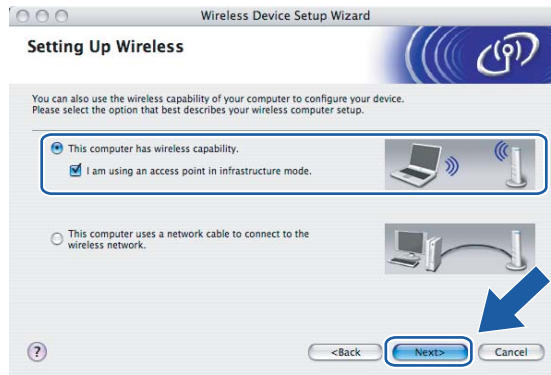 Wireless Device Setup Wizard
Setting Up Wireless
You can also use the wireless capability of your computer to configure your device.
Please select the option that best describes your wireless computer setup.
This computer has wireless capability.
I am using an access point in infrastructure mode.
This computer uses a network cable to connect to the
wireless network.
?
<Back
Next>
Cancel